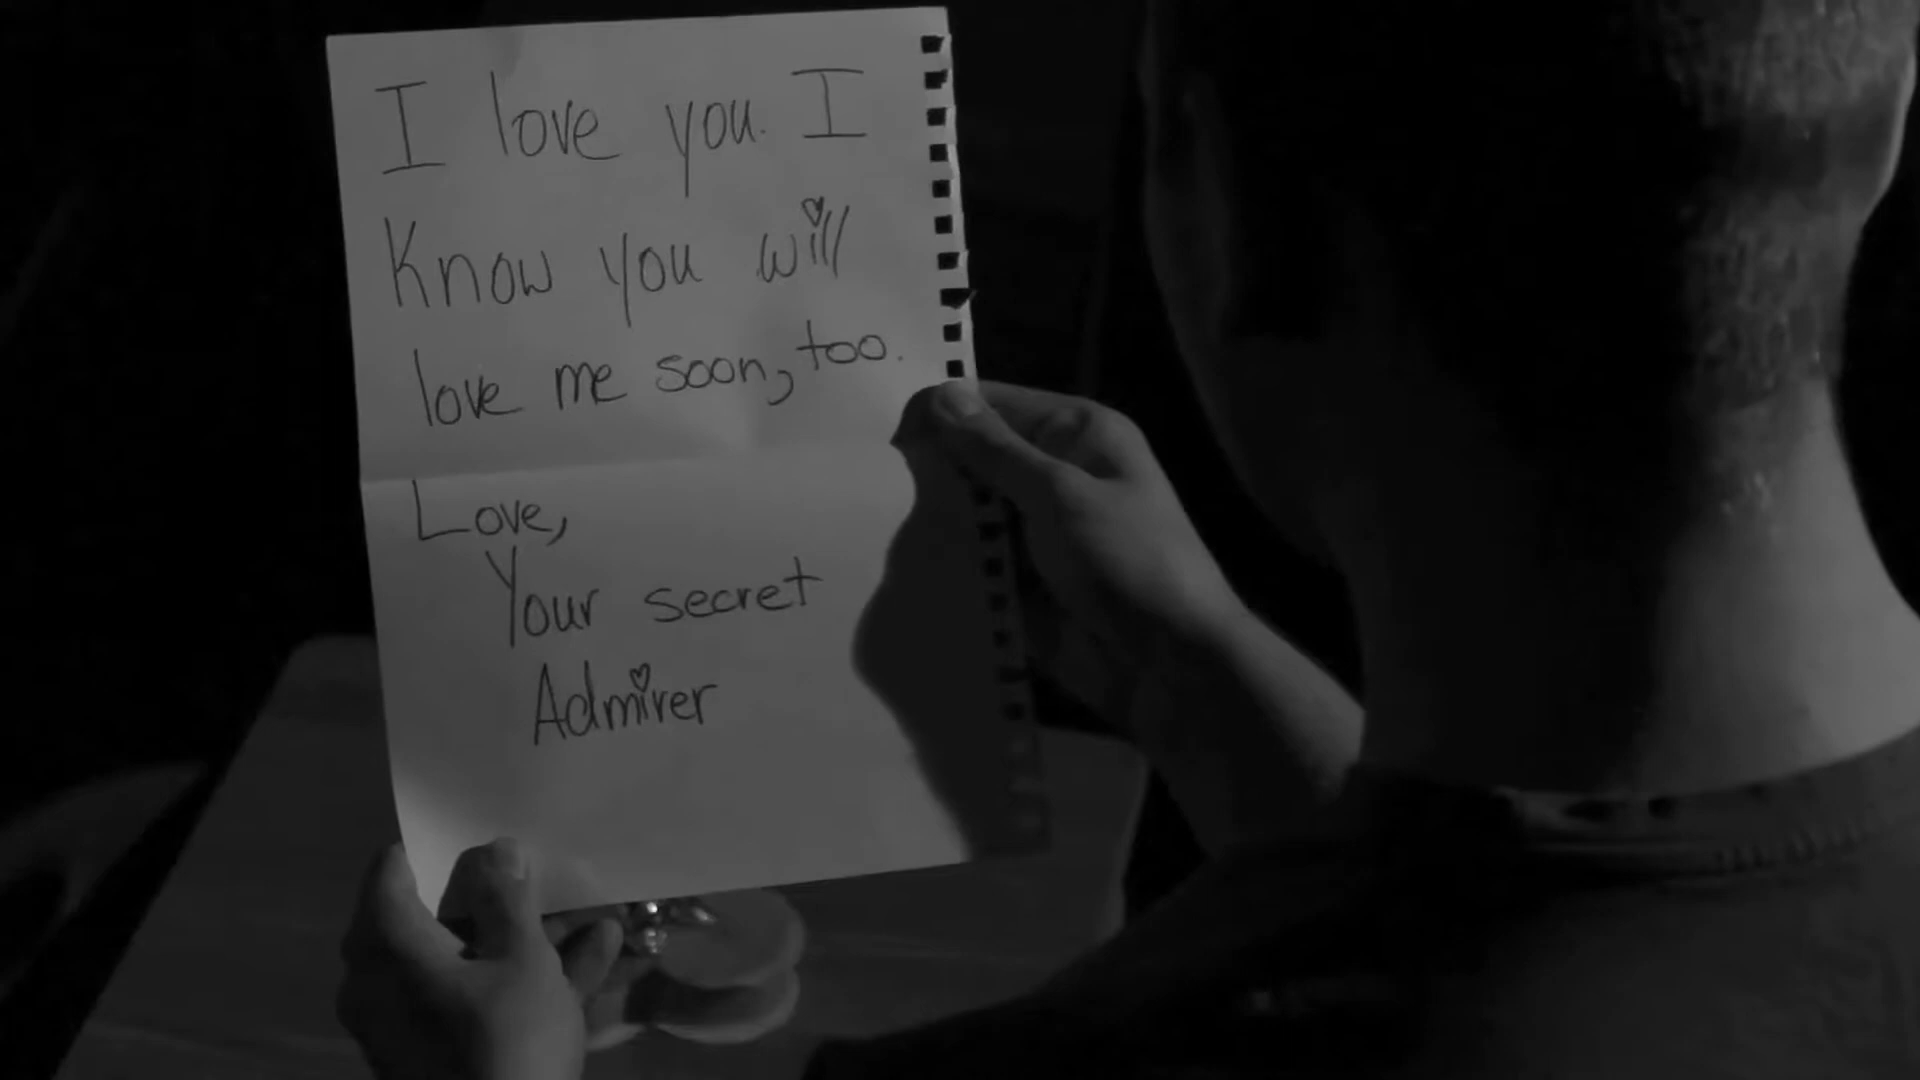 I love you. I
Know you will
love me soon, too.
Love,
Your secret
Admirer